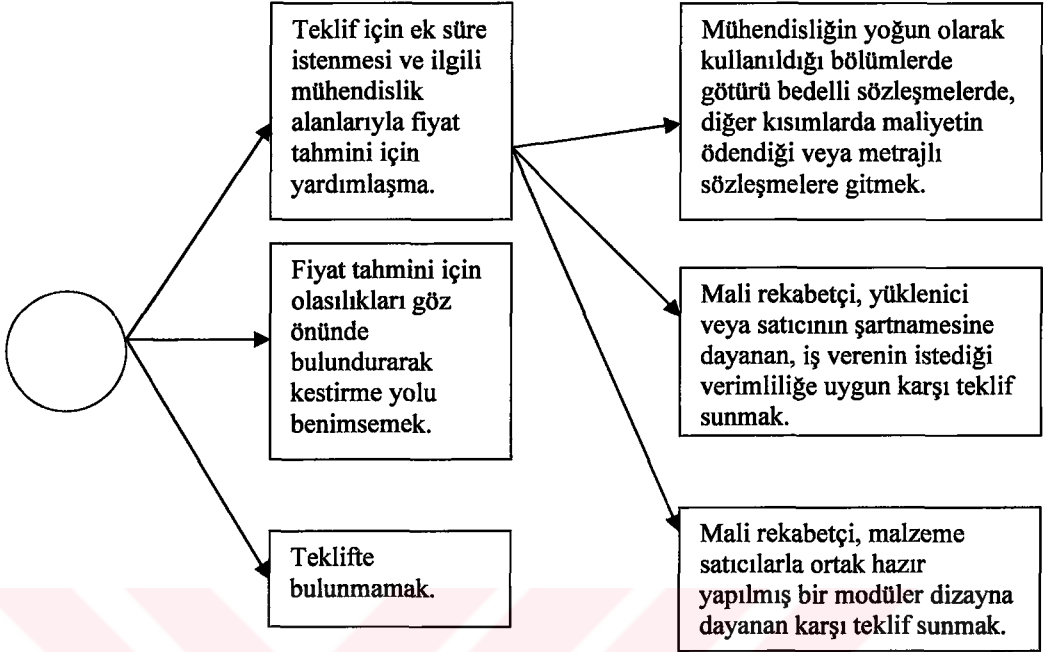 Teklif için ek süre
istenmesi ve ilgili
mühendislik
alanlarıyla fiyat
tahmini için
yardımlaşma.
Fiyat tahmini için
olasılıkları göz
önünde
bulundurarak
kestirme yolu
benimsemek.
Teklifte
bulunmamak.
Mühendisliğin yoğun olarak
kullanıldığı bölümlerde
götürü bedelli sözleşmelerde,
diğer kısımlarda maliyetin
ödendiği veya metrajlı
sözleşmelere gitmek.
Mali rekabetçi, yüklenici
veya satıcının şartnamesine
dayanan, iş verenin istediği
verimliliğe uygun karşı teklif
sunmak.
Mali rekabetçi, malzeme
satıcılarla ortak hazır
yapılmış bir modüler dizayna
dayanan karşı teklif sunmak.